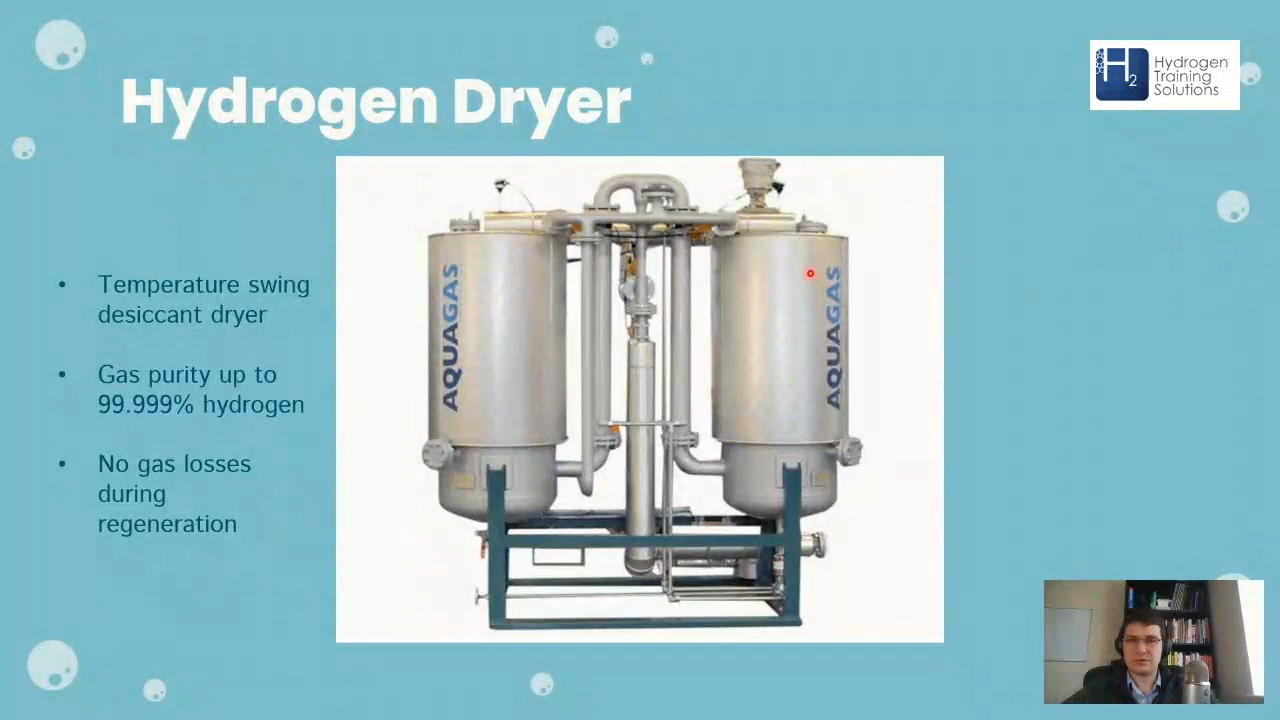 Hydrogen Dryer
H2
Hydrogen
Training
Solutions
• Temperature swing
desiccant dryer
• Gas purity up to
99.999% hydrogen
• No gas losses
during
regeneration
AQUAGAS
AQUAGAS